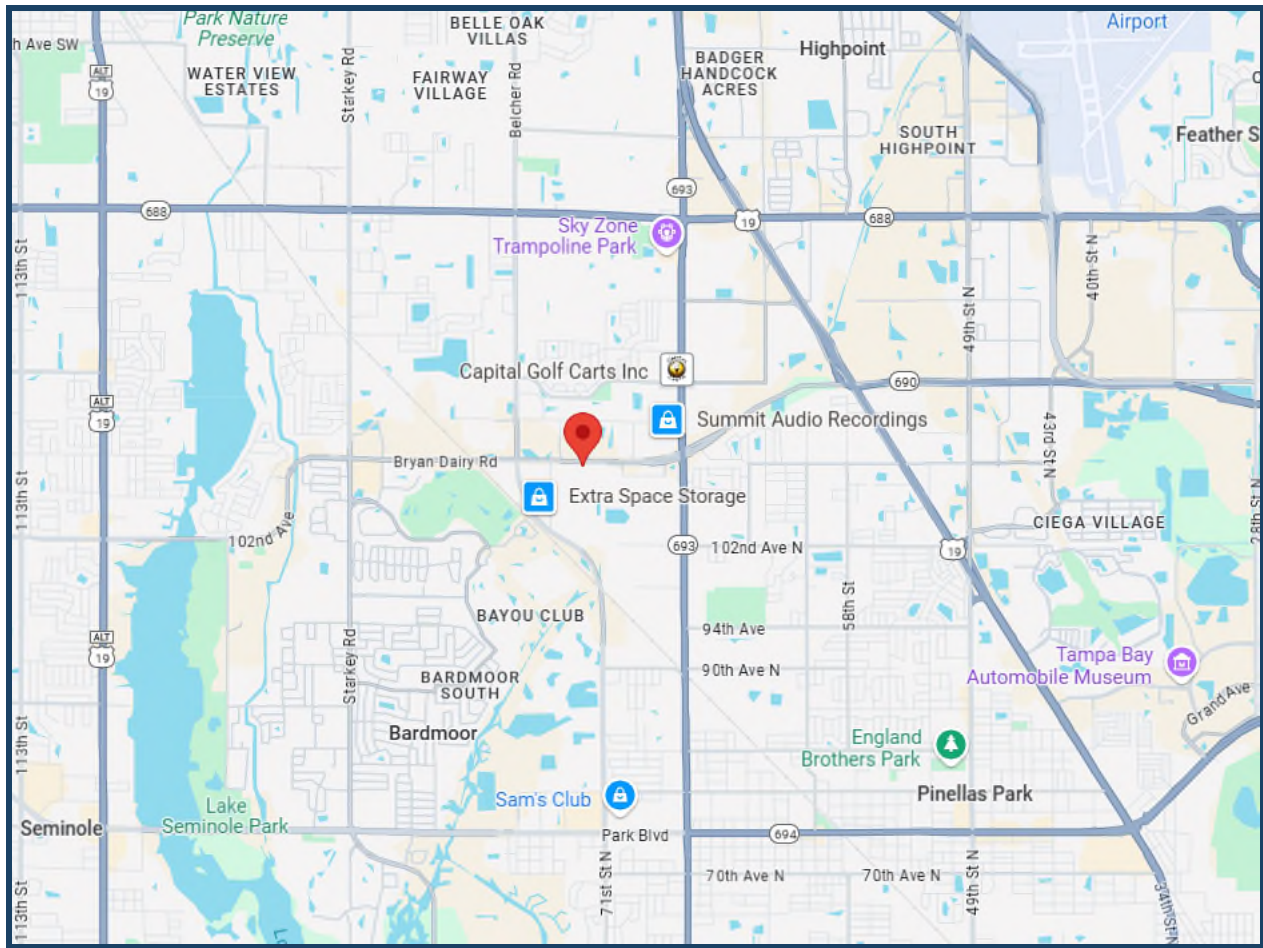 Park Nature
Preserve
h Ave SW
ALT
19
WATER VIEW
ESTATES
Starkey Rd
BELLE OAK
VILLAS
FAIRWAY
VILLAGE
Belcher Rd
BADGER
HANDCOCK
ACRES
Highpoint
Airport
SOUTH
HIGHPOINT
Feather S
693
688
19
688
113th St
Sky Zone
Trampoline Park
40th St N
49th St N
Capital Golf Carts Inc
690
ALT
19
Summit Audio Recordings
43rd St N
Bryan Dairy Rd
Extra Space Storage
113th St
102nd Ave
693
102nd Ave N
19
CIEGA VILLAGE
28th St N
58th St
BAYOU CLUB
94th Ave
ALT
19
Starkey Rd
90th Ave N
Tampa Bay
Automobile Museum
BARDMOOR
SOUTH
Bardmoor
113th St
Grand Ave
England
Brothers Park
Sam's Club
Pinellas Park
Lake
Seminole Park
Seminole
Park Blvd
694
71st St N
70th Ave N
70th Ave N
49th St N
34th St N
113th St